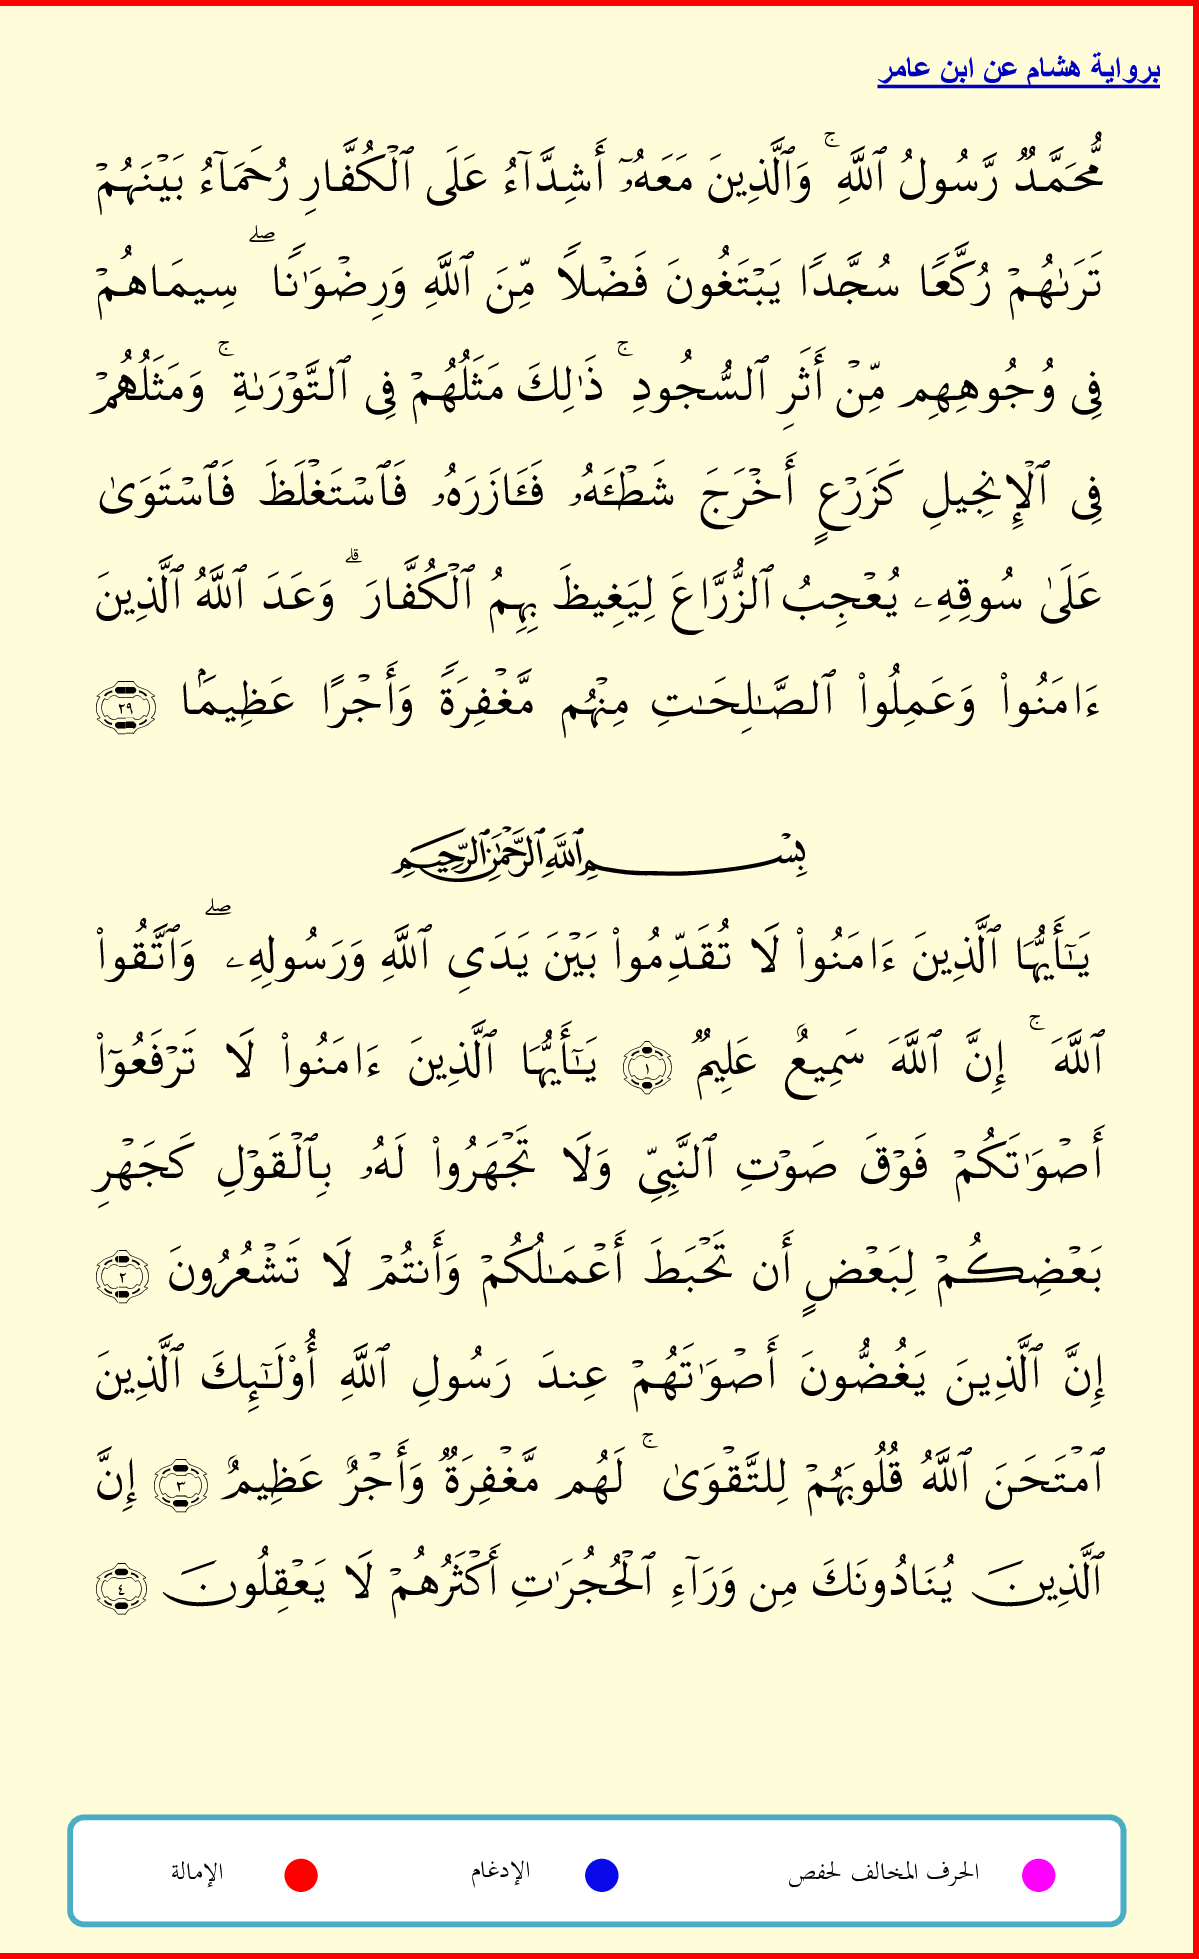 برواية هشام عن ابن عامر
مُّحَمَّدٌ رَّسُولُ ٱللَّهِ ۚ وَٱلَّذِينَ مَعَهُۥٓ أَشِدَّآءُ عَلَى ٱلْكُفَّارِ رُحَمَآءُ بَيْنَهُمْ
تَرَىٰهُمْ رُكَّعًا سُجَّدًا يَبْتَغُونَ فَضْلًا مِّنَ ٱللَّهِ وَرِضْوَٰنًا ۖ سِيمَاهُمْ
فِى وُجُوهِهِم مِّنْ أَثَرِ ٱلسُّجُودِ ۚ ذَٰلِكَ مَثَلُهُمْ فِى ٱلتَّوْرَىٰةِ ۚ وَمَثَلُهُمْ
فِى ٱلْإِنجِيلِ كَزَرْعٍ أَخْرَجَ شَطْـَٔهُۥ فَـَٔازَرَهُۥ فَٱسْتَغْلَظَ فَٱسْتَوَىٰ
عَلَىٰ سُوقِهِۦ يُعْجِبُ ٱلزُّرَّاعَ لِيَغِيظَ بِهِمُ ٱلْكُفَّارَ ۗ وَعَدَ ٱللَّهُ ٱلَّذِينَ
ءَامَنُوا۟ وَعَمِلُوا۟ ٱلصَّـٰلِحَـٰتِ مِنْهُم مَّغْفِرَةً وَأَجْرًا عَظِيمًۢا ٢٩
بِسْمِ ٱللَّهِ ٱلرَّحْمَـٰنِ ٱلرَّحِيمِ
يَـٰٓأَيُّهَا ٱلَّذِينَ ءَامَنُوا۟ لَا تُقَدِّمُوا۟ بَيْنَ يَدَىِ ٱللَّهِ وَرَسُولِهِۦ ۖ وَٱتَّقُوا۟
ٱللَّهَ ۚ إِنَّ ٱللَّهَ سَمِيعٌ عَلِيمٌ ١ يَـٰٓأَيُّهَا ٱلَّذِينَ ءَامَنُوا۟ لَا تَرْفَعُوٓا۟
أَصْوَٰتَكُمْ فَوْقَ صَوْتِ ٱلنَّبِىِّ وَلَا تَجْهَرُوا۟ لَهُۥ بِٱلْقَوْلِ كَجَهْرِ
بَعْضِكُمْ لِبَعْضٍ أَن تَحْبَطَ أَعْمَـٰلُكُمْ وَأَنتُمْ لَا تَشْعُرُونَ ٢
إِنَّ ٱلَّذِينَ يَغُضُّونَ أَصْوَٰتَهُمْ عِندَ رَسُولِ ٱللَّهِ أُو۟لَـٰٓئِكَ ٱلَّذِينَ
ٱمْتَحَنَ ٱللَّهُ قُلُوبَهُمْ لِلتَّقْوَىٰ ۚ لَهُم مَّغْفِرَةٌ وَأَجْرٌ عَظِيمٌ ٣ إِنَّ
ٱلَّذِينَ يُنَادُونَكَ مِن وَرَآءِ ٱلْحُجُرَٰتِ أَكْثَرُهُمْ لَا يَعْقِلُونَ ٤
الحرف المخالف لحفص الإدغام الإمالة